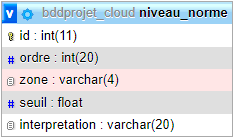 v bddprojet_cloud niveau_norme
id : int(11)
# ordre : int(20)
zone : varchar(4)
# seuil : float
interpretation : varchar(20)